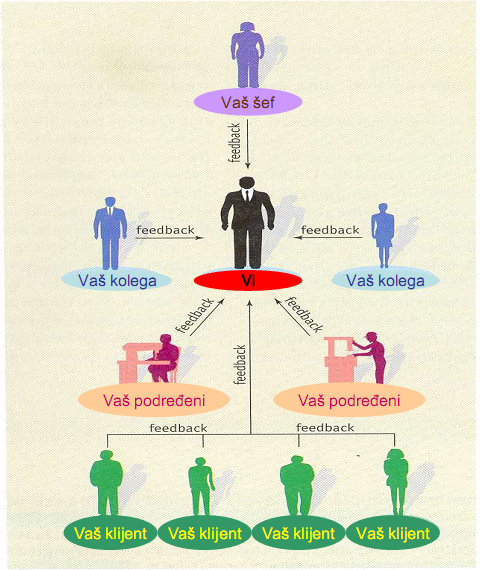 Vaš šef
feedback
feedback
feedback
Vaš kolega
Vi
Vaš kolega
feedback
feedback
feedback
Vaš podređeni
Vaš podređeni
feedback
feedback
Vaš klijent
Vaš klijent
Vaš klijent
Vaš klijent